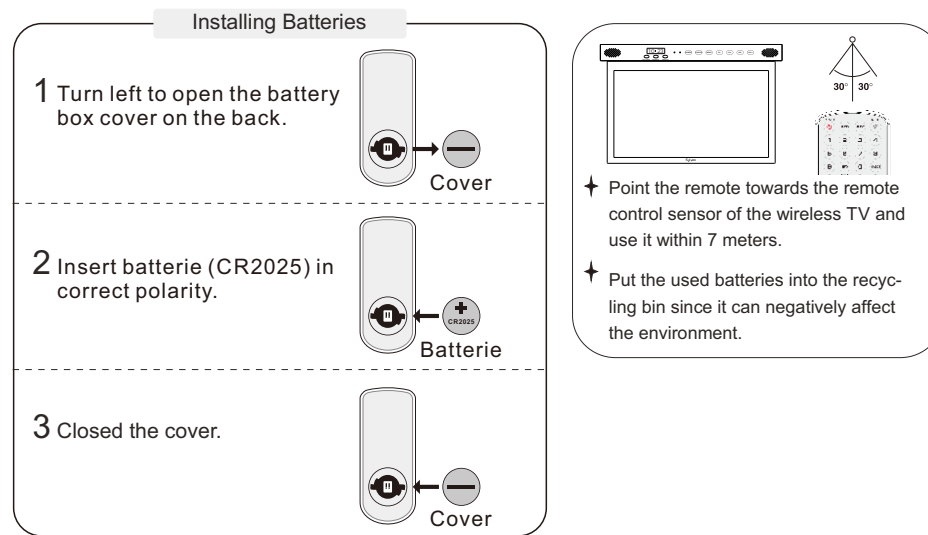 Installing Batteries
1 Turn left to open the battery
box cover on the back.
Cover
2 Insert batterie (CR2025) in
correct polarity.
CR2025
Batterie
3 Closed the cover.
Cover
30° 30°
Point the remote towards the remote
control sensor of the wireless TV and
use it within 7 meters.
Put the used batteries into the recyc-
ling bin since it can negatively affect
the environment.